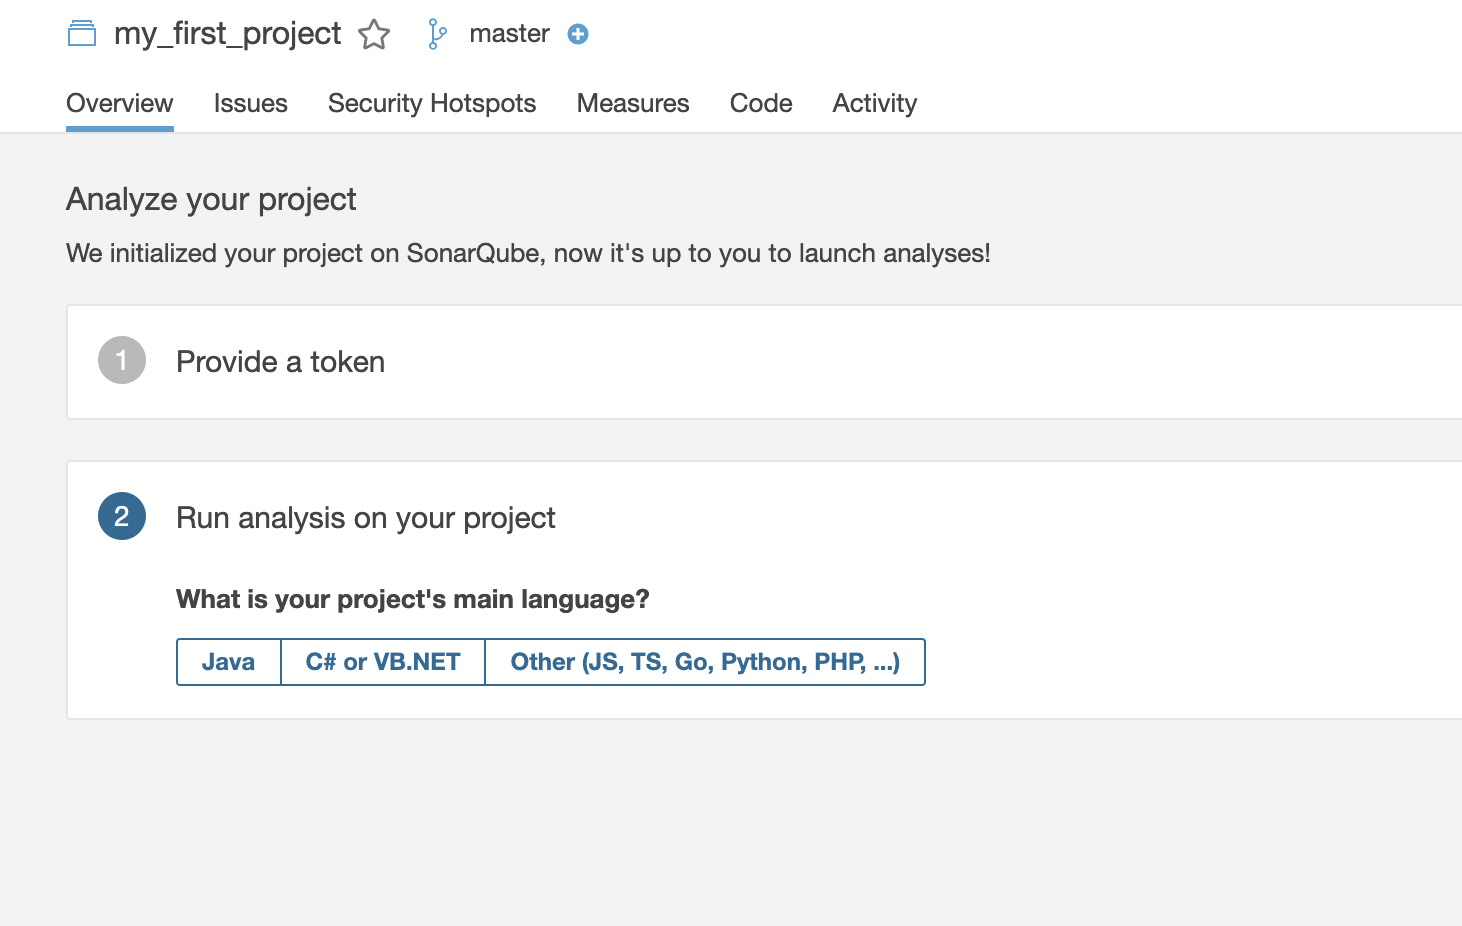 my_first_project master
Overview Issues Security Hotspots Measures Code Activity
Analyze your project
We initialized your project on SonarQube, now it's up to you to launch analyses!
1 Provide a token
2 Run analysis on your project
What is your project's main language?
Java C# or VB.NET Other (JS, TS, Go, Python, PHP, ...)